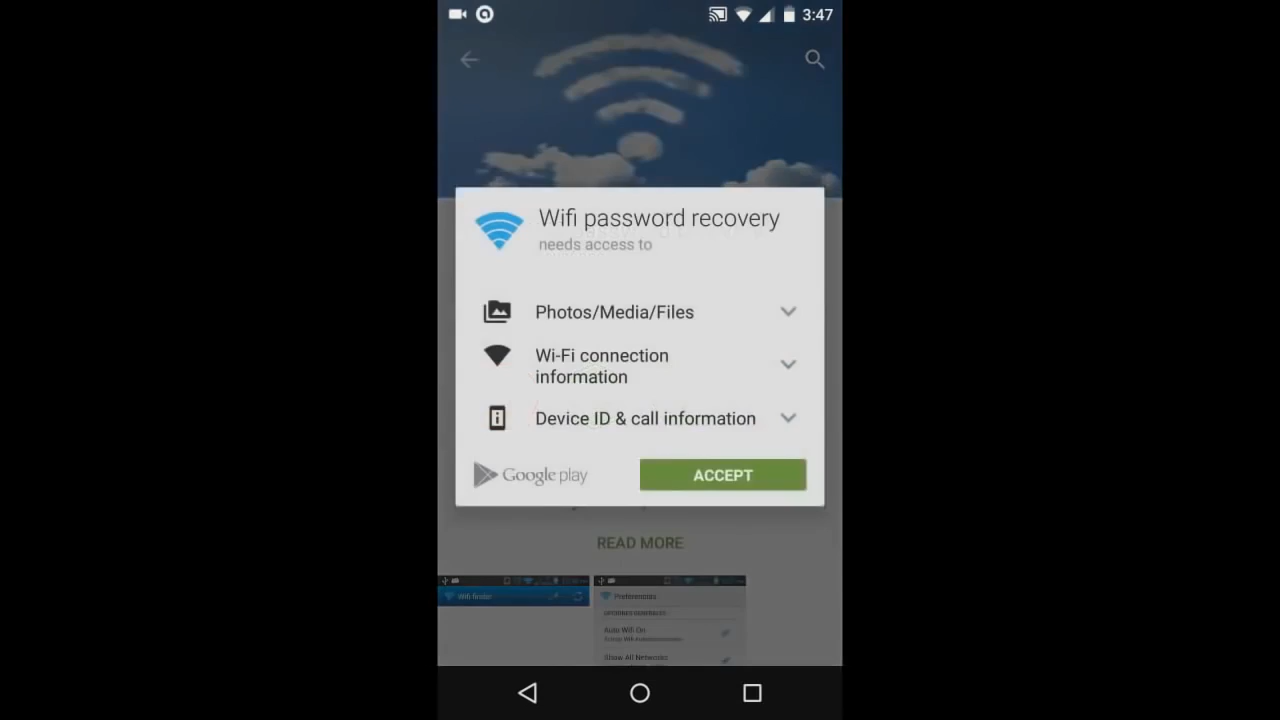 3:47
Wifi password recovery
needs access to
Photos/Media/Files
Wi-Fi connection
information
Device ID & call information
Google play
ACCEPT
READ MORE
Wifi finder
Preferences
Auto Wifi On
Show All Networks